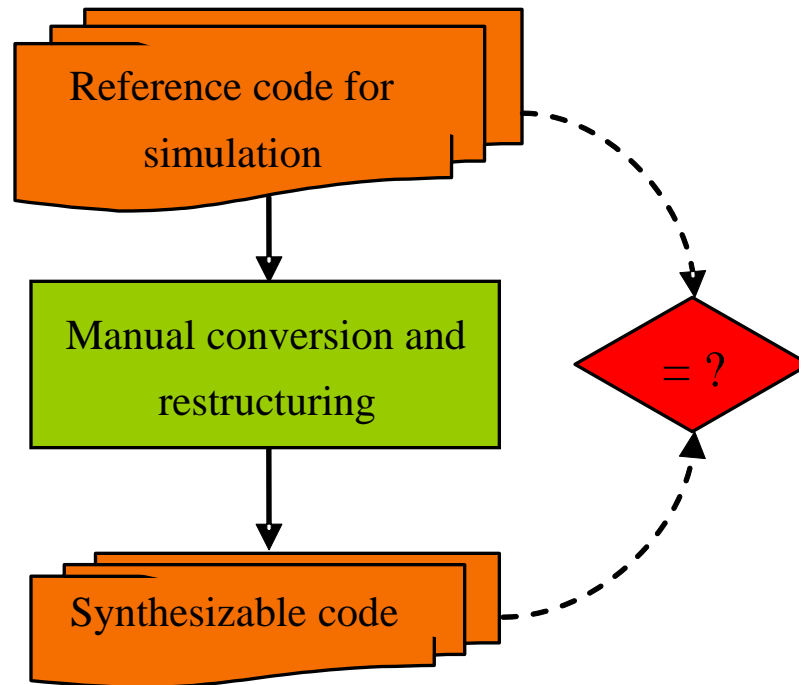 Reference code for
simulation
Manual conversion and
restructuring
= ?
Synthesizable code